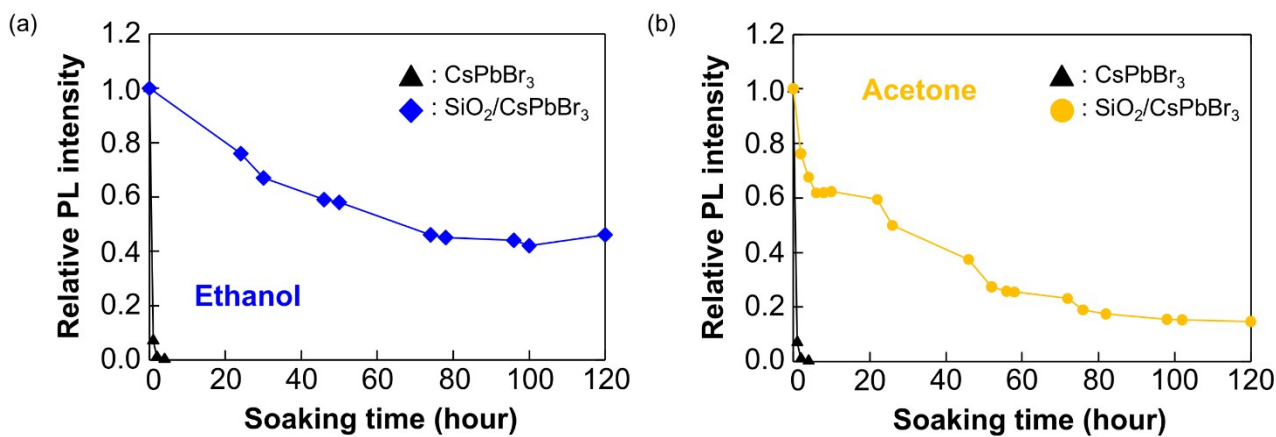 (a)
1.2
1.0
0.8
0.6
0.4
0.2
0.0
Relative PL intensity
▲ : CsPbBr₃
◆ : SiO₂/CsPbBr₃
Ethanol
0 20 40 60 80 100 120
Soaking time (hour)
(b)
1.2
1.0
0.8
0.6
0.4
0.2
0.0
Relative PL intensity
Acetone
▲ : CsPbBr₃
● : SiO₂/CsPbBr₃
0 20 40 60 80 100 120
Soaking time (hour)